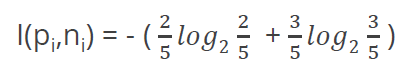 I(pᵢ,nᵢ) = - ( 2/5 log₂ 2/5 + 3/5 log₂ 3/5 )